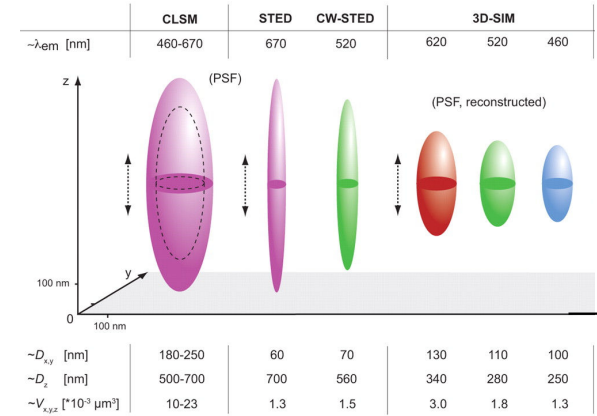 CLSM STED CW-STED 3D-SIM
~λem [nm] 460-670 670 520 620 520 460
z (PSF)
(PSF, reconstructed)
y
100 nm
0
100 nm
~Dx,y [nm] 180-250 60 70 130 110 100
~Dz [nm] 500-700 700 560 340 280 250
~Vx,y,z [*10-3 μm3] 10-23 1.3 1.5 3.0 1.8 1.3